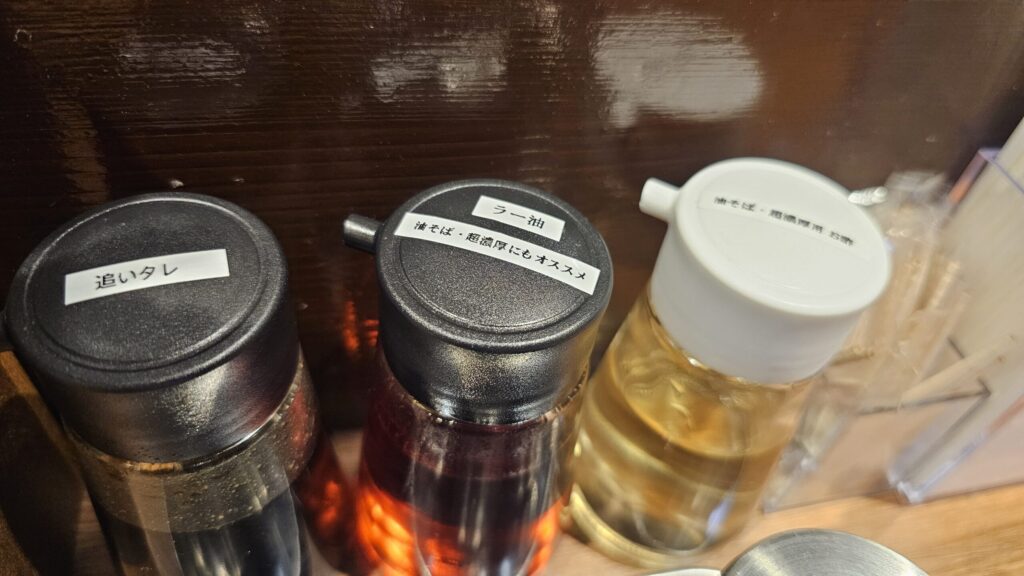 追いタレ
ラー油
油そば・超濃厚にもオススメ
油そば・超濃厚用 お酢